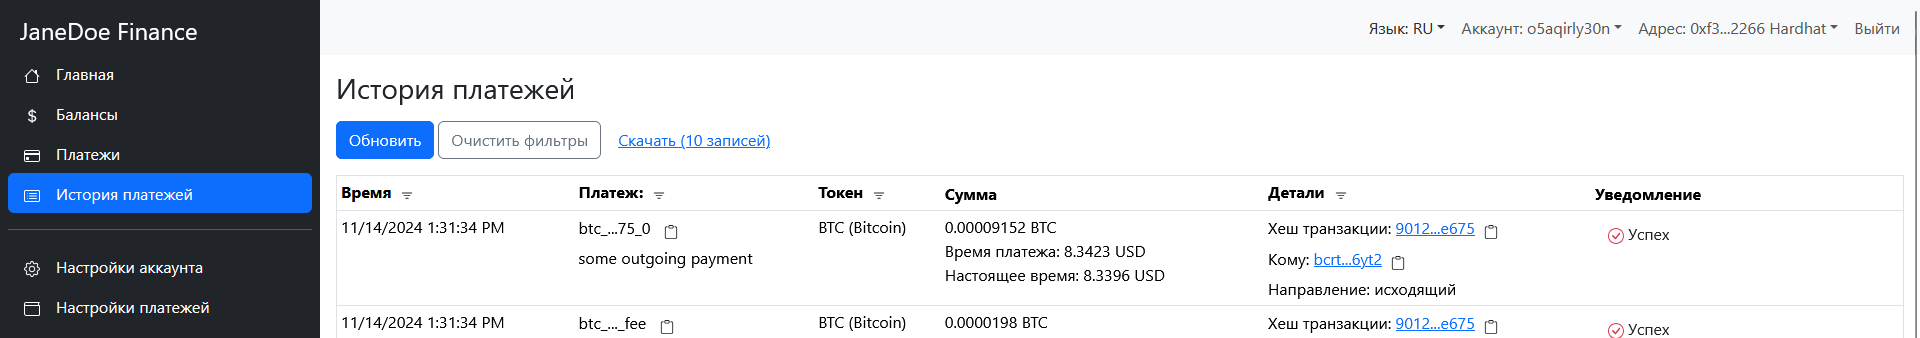 JaneDoe Finance
Главная
Балансы
Платежи
История платежей
Настройки аккаунта
Настройки платежей
Язык: RU Аккаунт: o5aqirly30n Адрес: 0xf3...2266 Hardhat Выйти
История платежей
Обновить Очистить фильтры Скачать (10 записей)
Время Платеж: Токен Сумма Детали Уведомление
11/14/2024 1:31:34 PM btc_...75_0 BTC (Bitcoin) 0.00009152 BTC Хеш транзакции: 9012...e675 Успех
some outgoing payment Время платежа: 8.3423 USD Кому: bcrt...6yt2
Настоящее время: 8.3396 USD Направление: исходящий
11/14/2024 1:31:34 PM btc_..._fee BTC (Bitcoin) 0.0000198 BTC Хеш транзакции: 9012...e675 Успех